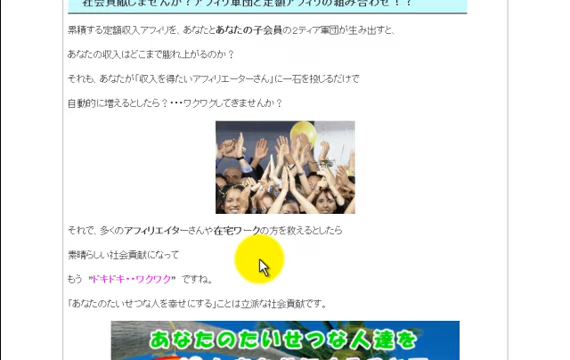 社会貢献しませんか？アフィリ軍団と定額アフィリの組み合わせ！？
累積する定額収入アフィリを、あなたとあなたの子会員の２ティア軍団が生み出すと、
あなたの収入はどこまで膨れ上がるのか？
それも、あなたが「収入を得たいアフィリエーターさん」に一石を投じるだけで
自動的に増えるとしたら？・・・ワクワクしてきませんか？
それで、多くのアフィリエイターさんや在宅ワークの方を救えるとしたら
素晴らしい社会貢献になって
もう “ドキドキ・・ワクワク” ですね。
「あなたのたいせつな人を幸せにする」ことは立派な社会貢献です。
あなたのたいせつな人達を